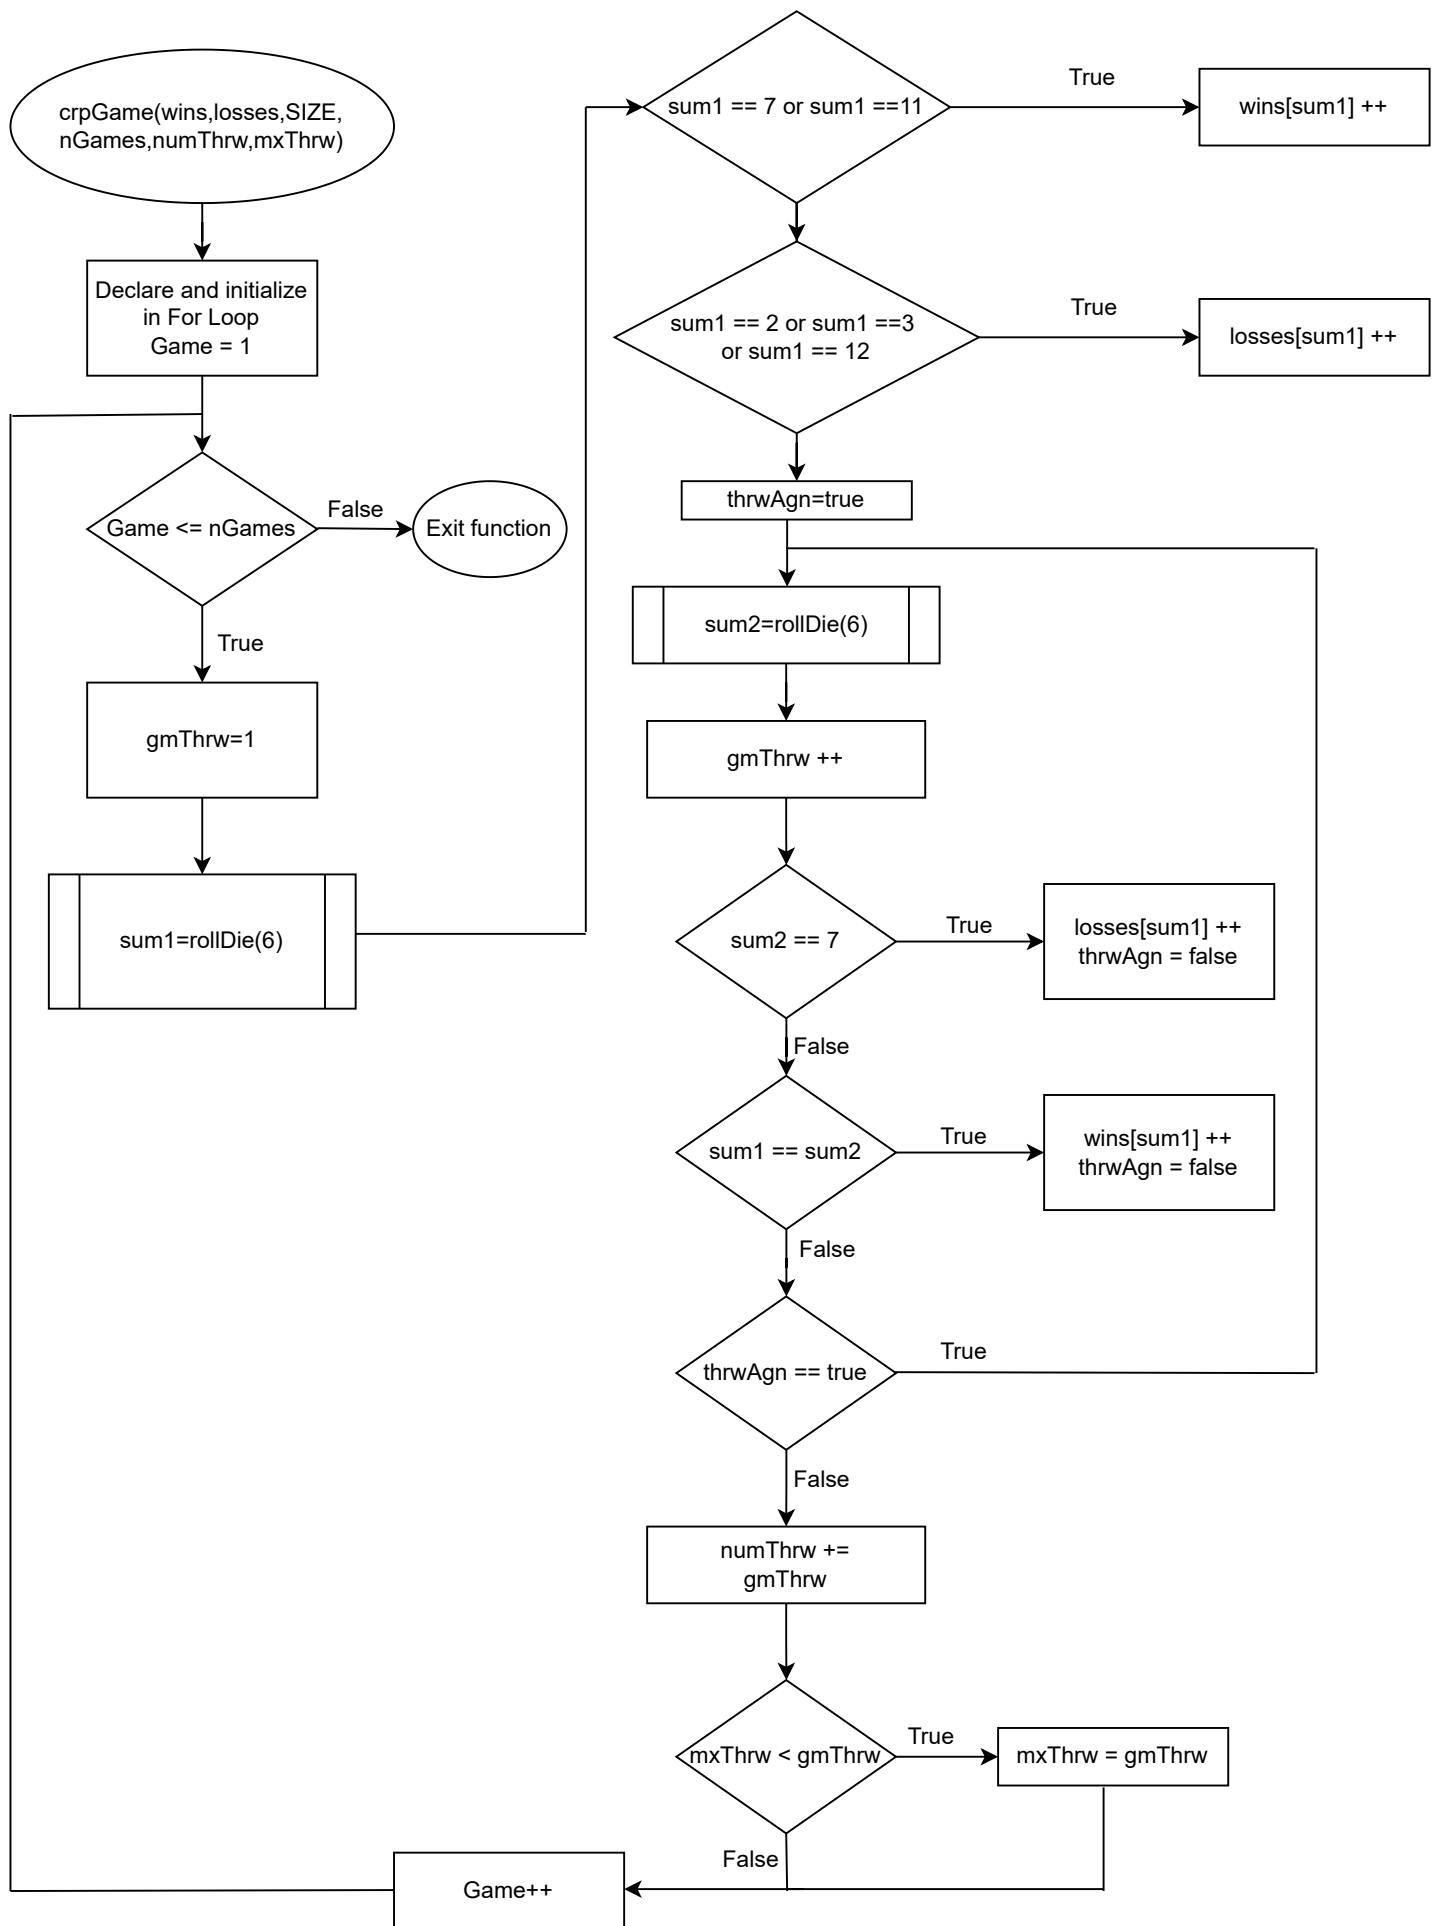 crpGame(wins,losses,SIZE,
nGames,numThrw,mxThrw)
Declare and initialize
in For Loop
Game = 1
Game <= nGames
False
Exit function
True
gmThrw=1
sum1=rollDie(6)
sum1 == 7 or sum1 ==11
True
wins[sum1] ++
sum1 == 2 or sum1 ==3
or sum1 == 12
True
losses[sum1] ++
thrwAgn=true
sum2=rollDie(6)
gmThrw ++
sum2 == 7
True
losses[sum1] ++
thrwAgn = false
False
sum1 == sum2
True
wins[sum1] ++
thrwAgn = false
False
thrwAgn == true
True
False
numThrw +=
gmThrw
mxThrw < gmThrw
True
mxThrw = gmThrw
False
Game++